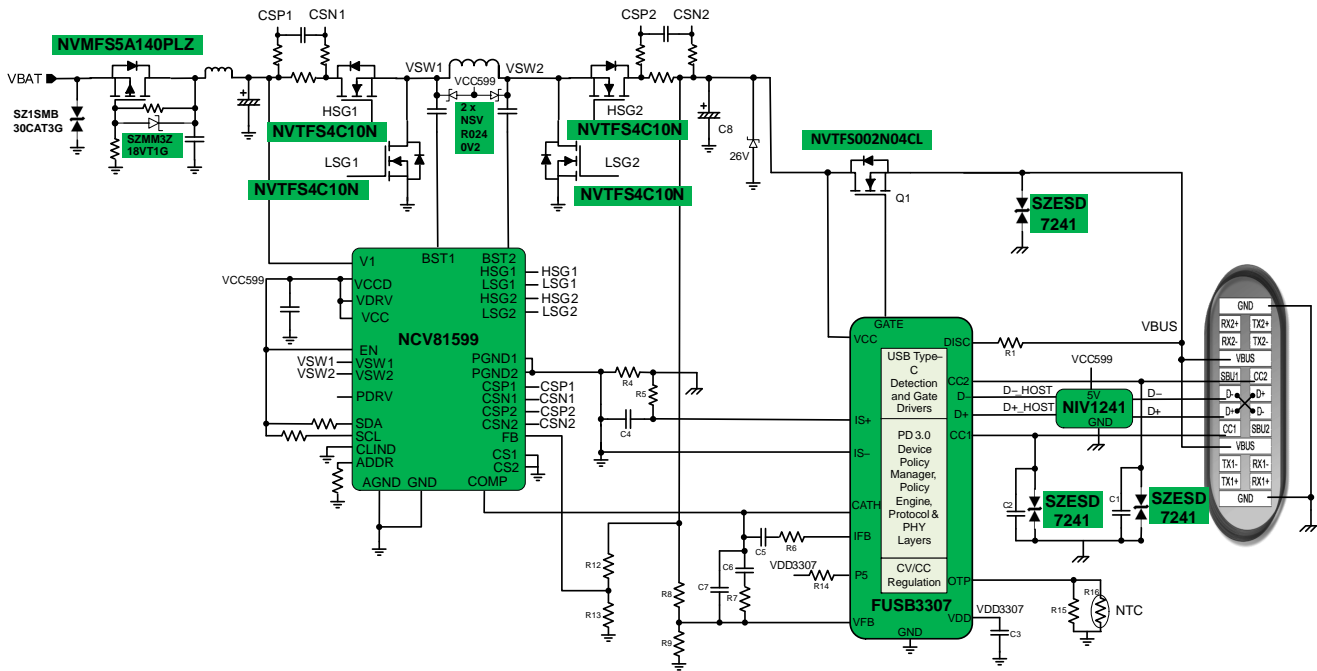 CSP1
CSN1
CSP2
CSN2
NVMFS5A140PLZ
VBAT
VSW1
VSW2
VCC599
SZ1SMB
30CAT3G
SZMM3Z
18VT1G
HSG1
NVTFS4C10N
2 x
NSV
R024
0V2
HSG2
NVTFS4C10N
C8
26V
NVTFS002N04CL
Q1
LSG1
NVTFS4C10N
LSG2
NVTFS4C10N
SZESD
7241
V1
BST1
BST2
VCC599
VCCD
VDRV
VCC
HSG1
LSG1
HSG2
LSG2
HSG1
LSG1
HSG2
LSG2
NCV81599
EN
VSW1
VSW2
VSW1
VSW2
PDRV
SDA
SCL
CLIND
ADDR
AGND
GND
PGND1
PGND2
CSP1
CSN1
CSP2
CSN2
CSP1
CSN1
CSP2
CSN2
FB
CS1
CS2
COMP
R4
R5
C4
GATE
VCC
DISC
R1
VBUS
USB Type–
C
Detection
and Gate
Drivers
CC2
D-
D+
CC1
IS+
IS–
PD 3.0
Device
Policy
Manager,
Policy
Engine,
Protocol &
PHY
Layers
CATH
IFB
P5
CV/CC
Regulation
OTP
VDD
VFB
FUSB3307
GND
D–_HOST
D+_HOST
VCC599
5V
NIV1241
GND
D–
D+
GND
RX2+
TX2+
RX2-
TX2-
VBUS
SBU1
CC2
D-
D+
D+
D-
CC1
SBU2
VBUS
TX1-
RX1-
TX1+
RX1+
GND
C2
SZESD
7241
C1
SZESD
7241
C5
R6
C6
C7
R7
VDD3307
R14
R12
R13
R8
R9
VDD3307
C3
R15
R16
NTC